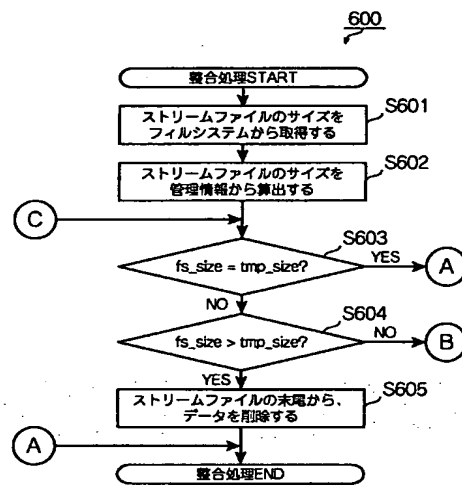 600
整合処理START
ストリームファイルのサイズを
フィルシステムから取得する
S601
ストリームファイルのサイズを
管理情報から算出する
S602
C
fs_size = tmp_size?
S603
YES
A
NO
fs_size > tmp_size?
S604
NO
B
YES
ストリームファイルの末尾から、
データを削除する
S605
A
整合処理END